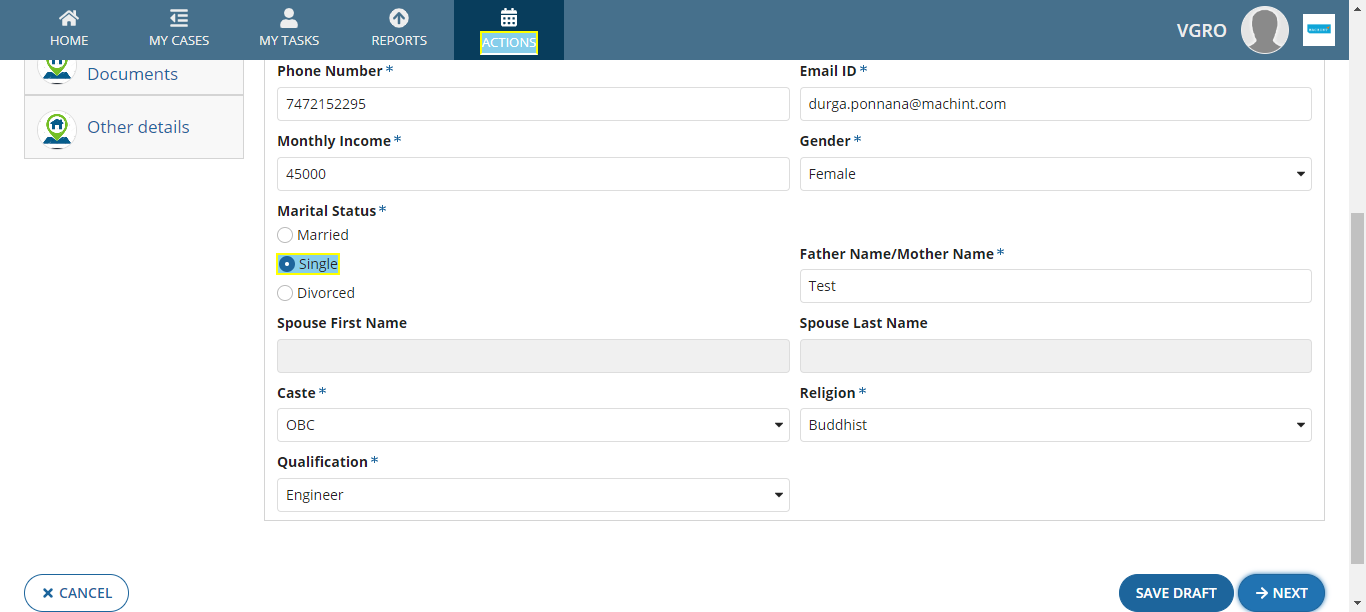 HOME
MY CASES
MY TASKS
REPORTS
ACTIONS
VGRO
Documents
Other details
Phone Number *
Email ID *
7472152295
durga.ponnana@machint.com
Monthly Income *
Gender *
45000
Female
Marital Status *
Married
Single
Divorced
Father Name/Mother Name *
Test
Spouse First Name
Spouse Last Name
Caste *
Religion *
OBC
Buddhist
Qualification *
Engineer
CANCEL
SAVE DRAFT
NEXT